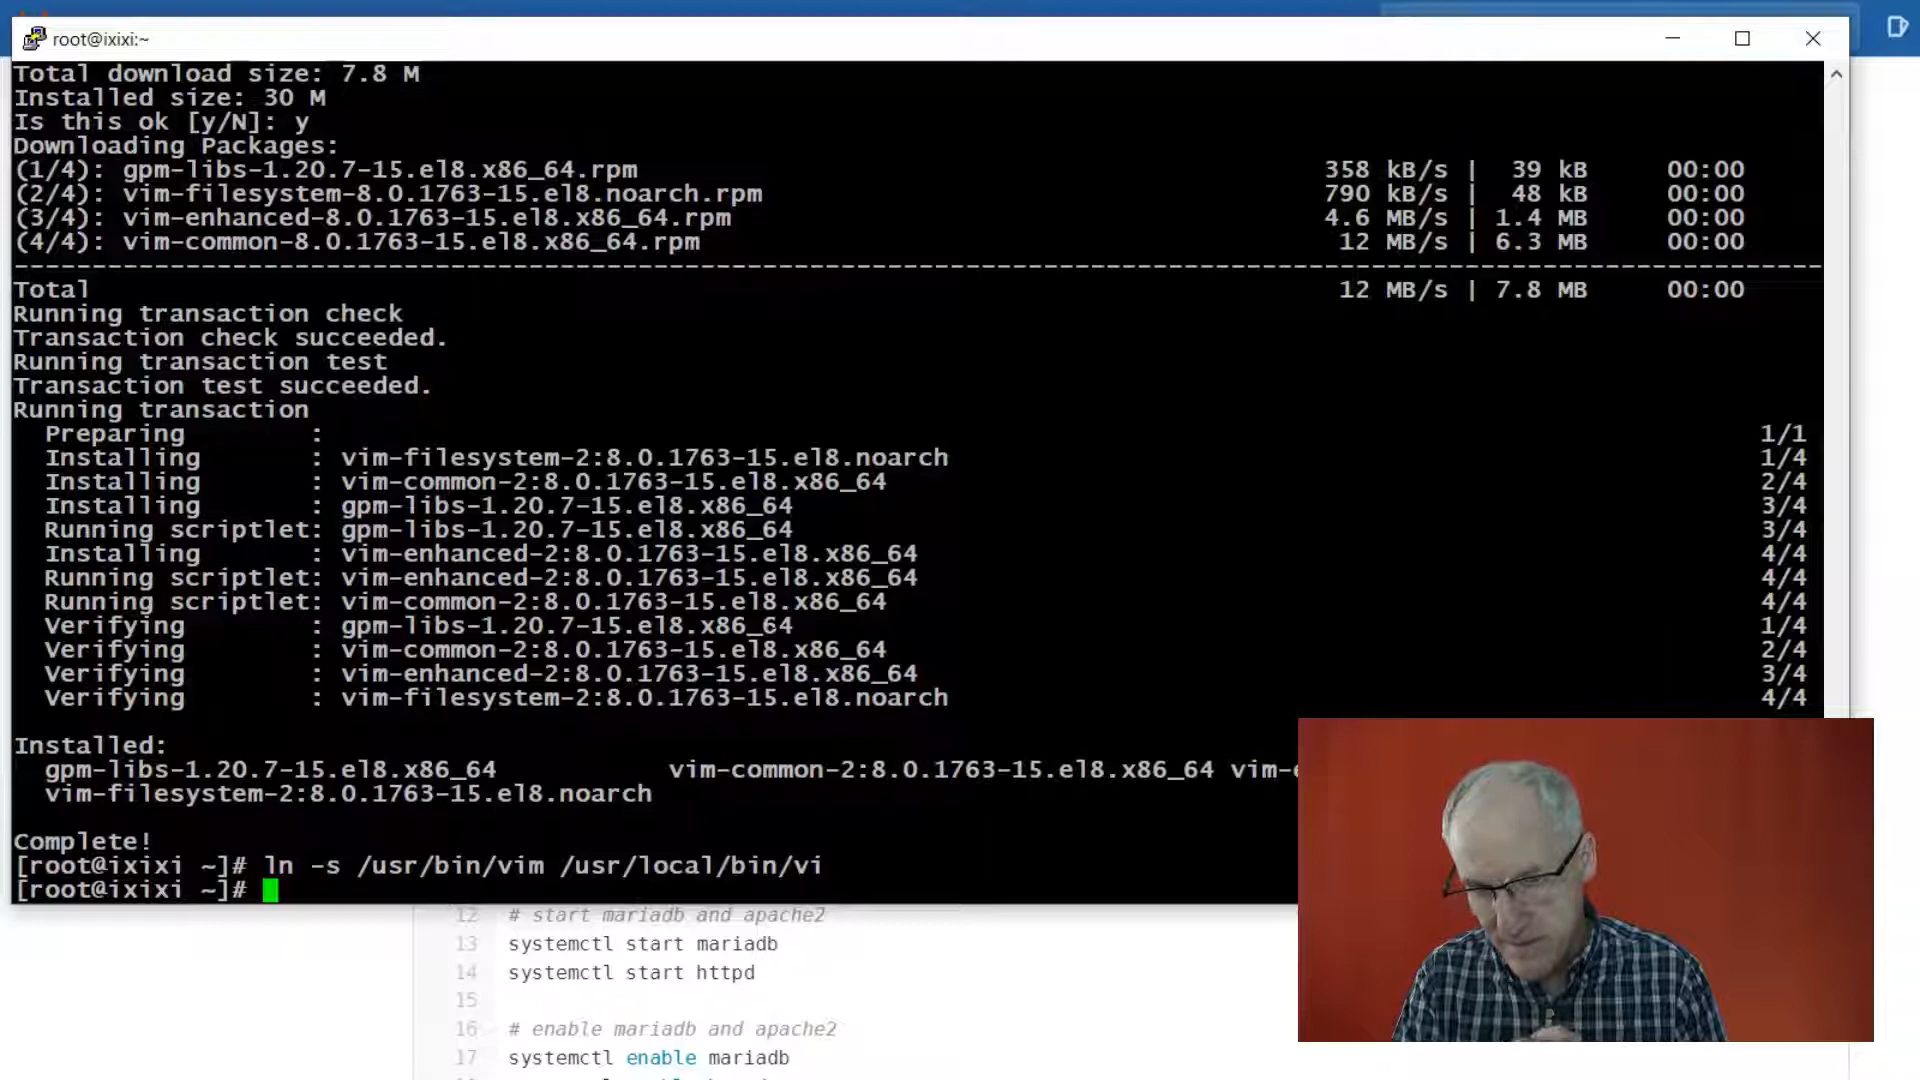 root@ixixi:~
Total download size: 7.8 M
Installed size: 30 M
Is this ok [y/N]: y
Downloading Packages:
(1/4): gpm-libs-1.20.7-15.el8.x86_64.rpm 358 kB/s | 39 kB 00:00
(2/4): vim-filesystem-8.0.1763-15.el8.noarch.rpm 790 kB/s | 48 kB 00:00
(3/4): vim-enhanced-8.0.1763-15.el8.x86_64.rpm 4.6 MB/s | 1.4 MB 00:00
(4/4): vim-common-8.0.1763-15.el8.x86_64.rpm 12 MB/s | 6.3 MB 00:00
--------------------------------------------------------------------------------
Total 12 MB/s | 7.8 MB 00:00
Running transaction check
Transaction check succeeded.
Running transaction test
Transaction test succeeded.
Running transaction
Preparing : 1/1
Installing : vim-filesystem-2:8.0.1763-15.el8.noarch 1/4
Installing : vim-common-2:8.0.1763-15.el8.x86_64 2/4
Installing : gpm-libs-1.20.7-15.el8.x86_64 3/4
Running scriptlet: gpm-libs-1.20.7-15.el8.x86_64 3/4
Installing : vim-enhanced-2:8.0.1763-15.el8.x86_64 4/4
Running scriptlet: vim-enhanced-2:8.0.1763-15.el8.x86_64 4/4
Running scriptlet: vim-common-2:8.0.1763-15.el8.x86_64 4/4
Verifying : gpm-libs-1.20.7-15.el8.x86_64 1/4
Verifying : vim-common-2:8.0.1763-15.el8.x86_64 2/4
Verifying : vim-enhanced-2:8.0.1763-15.el8.x86_64 3/4
Verifying : vim-filesystem-2:8.0.1763-15.el8.noarch 4/4
Installed:
gpm-libs-1.20.7-15.el8.x86_64 vim-common-2:8.0.1763-15.el8.x86_64 vim-
vim-filesystem-2:8.0.1763-15.el8.noarch
Complete!
[root@ixixi ~]# ln -s /usr/bin/vim /usr/local/bin/vi
[root@ixixi ~]#
12 # start mariadb and apache2
13 systemctl start mariadb
14 systemctl start httpd
15
16 # enable mariadb and apache2
17 systemctl enable mariadb